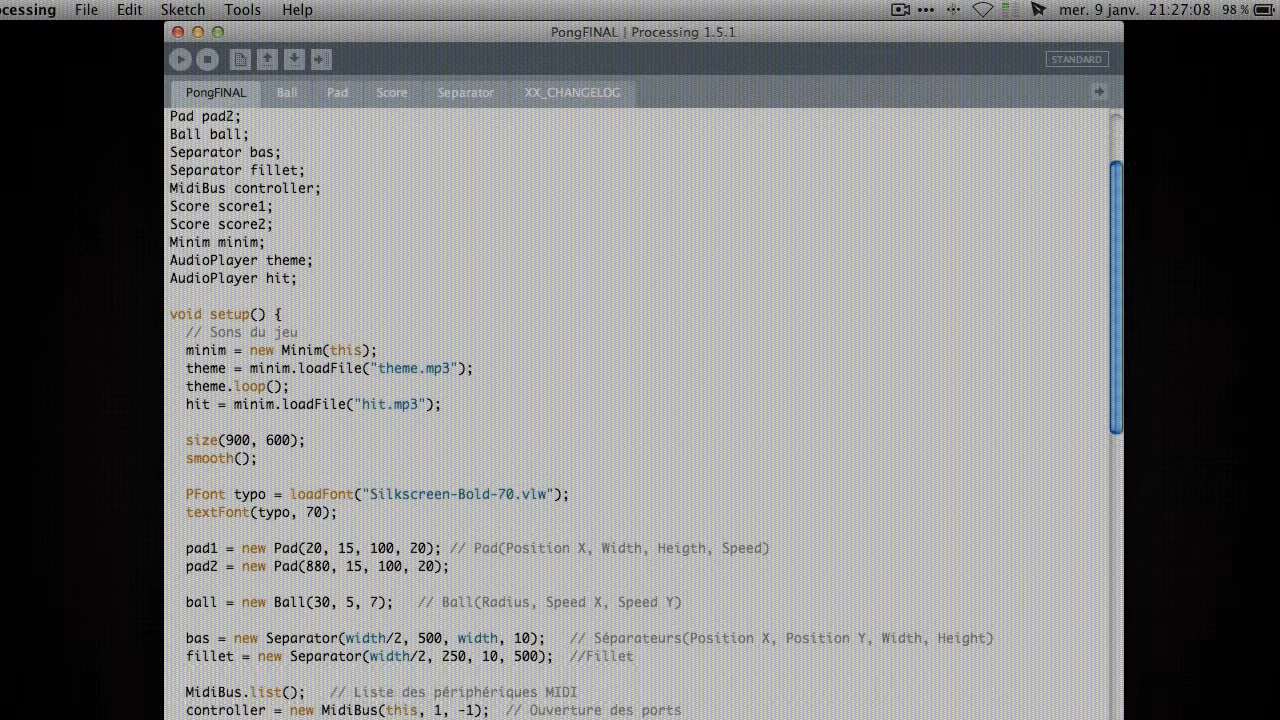 ocessing File Edit Sketch Tools Help mer. 9 janv. 21:27:08 98 %
PongFINAL | Processing 1.5.1
STANDARD
PongFINAL Ball Pad Score Separator XX_CHANGELOG
Pad pad2;
Ball ball;
Separator bas;
Separator fillet;
MidiBus controller;
Score score1;
Score score2;
Minim minim;
AudioPlayer theme;
AudioPlayer hit;
void setup() {
// Sons du jeu
minim = new Minim(this);
theme = minim.loadFile("theme.mp3");
theme.loop();
hit = minim.loadFile("hit.mp3");
size(900, 600);
smooth();
PFont typo = loadFont("Silkscreen-Bold-70.vlw");
textFont(typo, 70);
pad1 = new Pad(20, 15, 100, 20); // Pad(Position X, Width, Heigth, Speed)
pad2 = new Pad(880, 15, 100, 20);
ball = new Ball(30, 5, 7); // Ball(Radius, Speed X, Speed Y)
bas = new Separator(width/2, 500, width, 10); // Séparateurs(Position X, Position Y, Width, Height)
fillet = new Separator(width/2, 250, 10, 500); //Fillet
MidiBus.list(); // Liste des périphériques MIDI
controller = new MidiBus(this, 1, -1); // Ouverture des ports